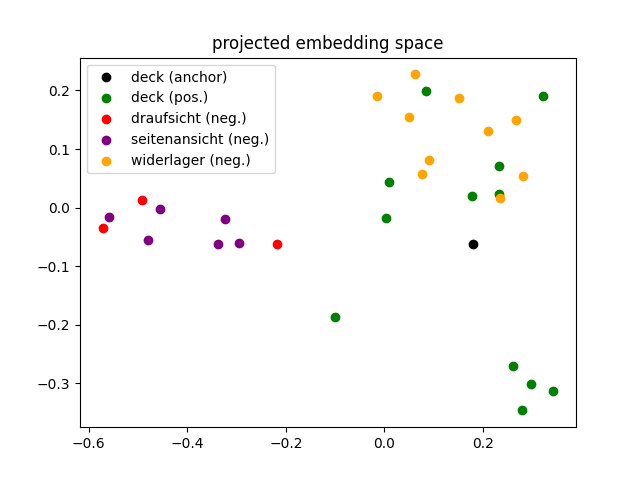 projected embedding space
deck (anchor)
deck (pos.)
draufsicht (neg.)
seitenansicht (neg.)
widerlager (neg.)
0.2
0.1
0.0
−0.1
−0.2
−0.3
−0.6
−0.4
−0.2
0.0
0.2